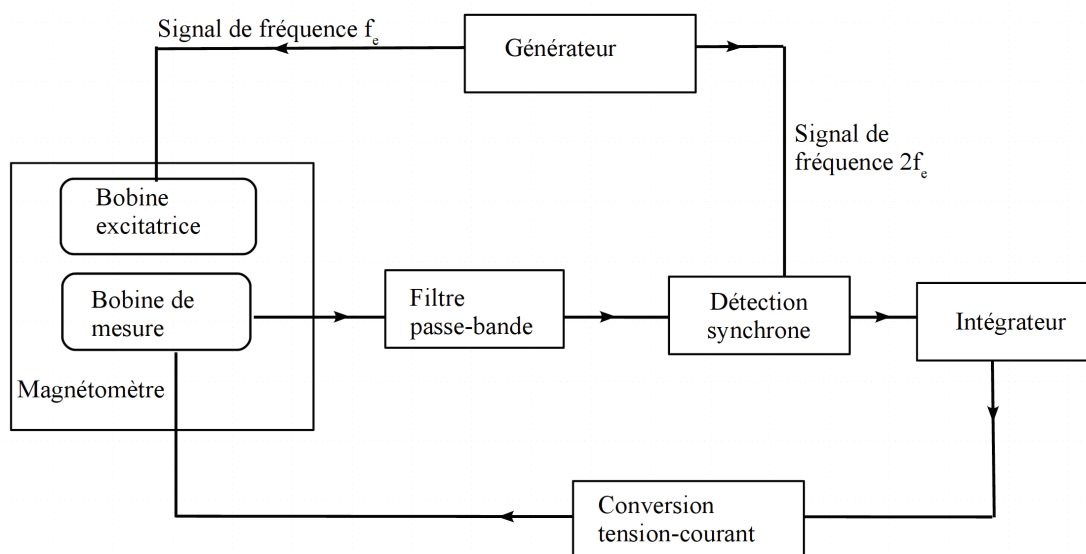 Signal de fréquence fe
Générateur
Signal de
fréquence 2fe
Bobine
excitatrice
Bobine de
mesure
Magnétomètre
Filtre
passe-bande
Détection
synchrone
Intégrateur
Conversion
tension-courant